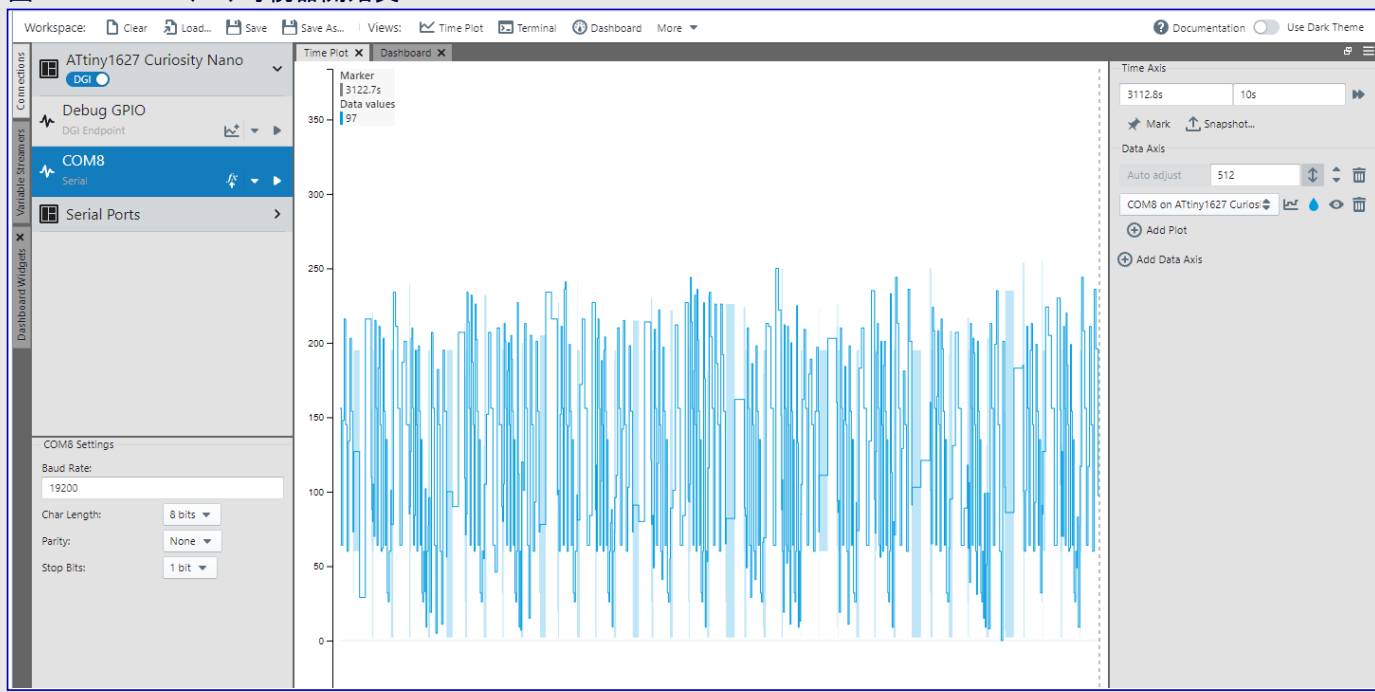 Workspace: Clear Load... Save Save As... Views: Time Plot Terminal Dashboard More Documentation Use Dark Theme
Connections
Variable Streamers
Dashboard Widgets
ATtiny1627 Curiosity Nano
DGI
Debug GPIO
DGI Endpoint
COM8
Serial
Serial Ports
COM8 Settings
Baud Rate:
19200
Char Length: 8 bits
Parity: None
Stop Bits: 1 bit
Time Plot Dashboard
Marker
3122.7s
Data values
97
350
300
250
200
150
100
50
0
Time Axis
3112.8s 10s
Mark Snapshot...
Data Axis
Auto adjust 512
COM8 on ATtiny1627 Curiosi
Add Plot
Add Data Axis